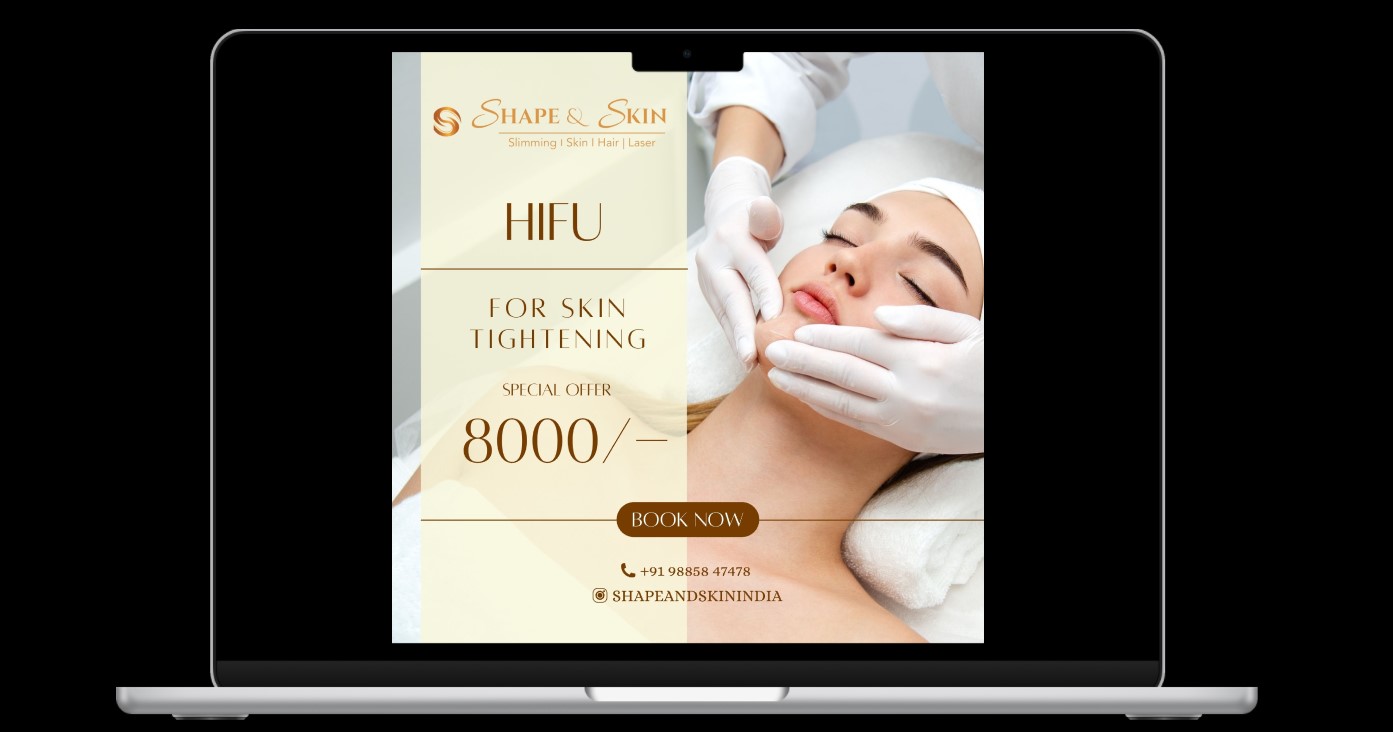 SHAPE & SKIN
Slimming I Skin I Hair | Laser
HIFU
FOR SKIN
TIGHTENING
SPECIAL OFFER
8000/-
BOOK NOW
+91 98858 47478
SHAPEANDSKININDIA